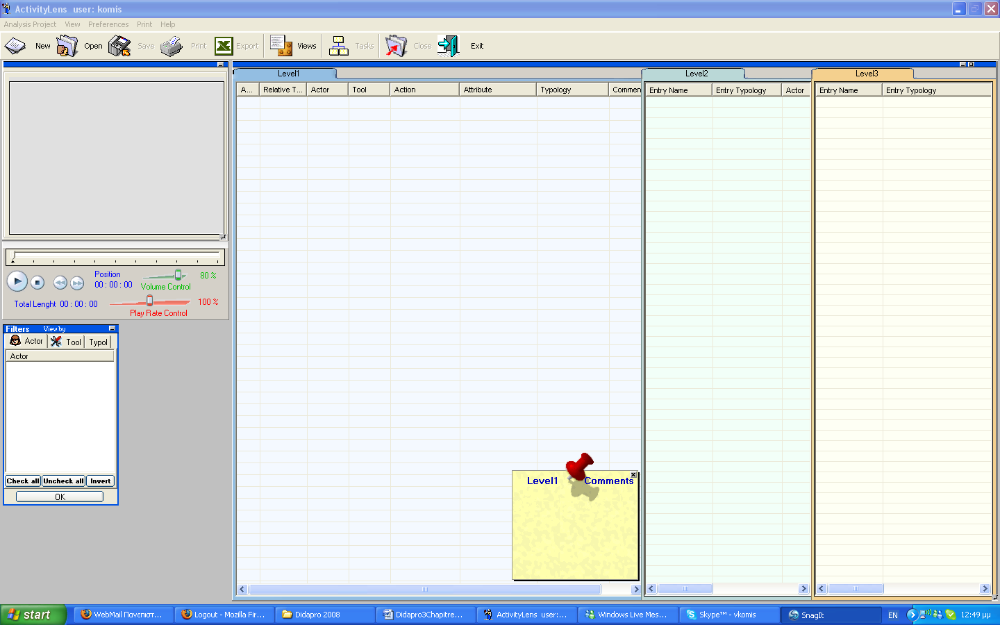 ActivityLens user: komis
Analysis Project View Preferences Print Help
New Open Save Print Export Views Tasks Close Exit
Level1 Level2 Level3
A... Relative T... Actor Tool Action Attribute Typology Commen
Entry Name Entry Typology Actor
Entry Name Entry Typology
Position
00 : 00 : 00
80 %
Volume Control
Total Lenght 00 : 00 : 00
100 %
Play Rate Control
Filters View by
Actor Tool Typol
Actor
Check all Uncheck all Invert
OK
Level1 Comments
start
WebMail Πανεπιστ...
Logout - Mozilla Fir...
Didapro 2008
Didapro3Chapitre...
ActivityLens user:...
Windows Live Mes...
Skype™ - vkomis
SnagIt
EN
12:49 μμ